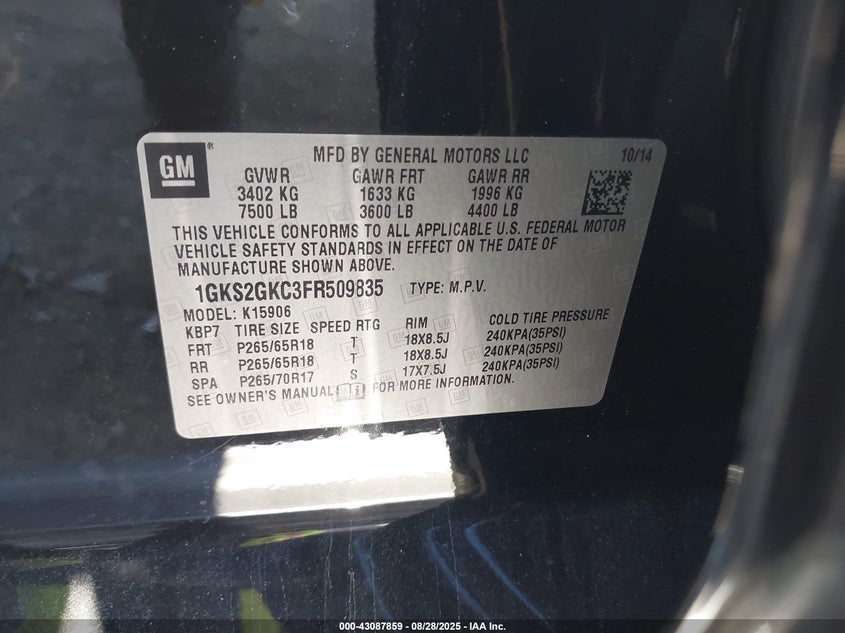 GM ®
MFD BY GENERAL MOTORS LLC 10/14
GVWR GAWR FRT GAWR RR
3402 KG 1633 KG 1996 KG
7500 LB 3600 LB 4400 LB
THIS VEHICLE CONFORMS TO ALL APPLICABLE U.S. FEDERAL MOTOR
VEHICLE SAFETY STANDARDS IN EFFECT ON THE DATE OF
MANUFACTURE SHOWN ABOVE.
1GKS2GKC3FR509835 TYPE: M.P.V.
MODEL: K15906
KBP7 TIRE SIZE SPEED RTG RIM COLD TIRE PRESSURE
FRT P265/65R18 T 18X8.5J 240KPA(35PSI)
RR P265/65R18 T 18X8.5J 240KPA(35PSI)
SPA P265/70R17 S 17X7.5J 240KPA(35PSI)
SEE OWNER'S MANUAL FOR MORE INFORMATION.
000-43087859 - 08/28/2025 - IAA Inc.